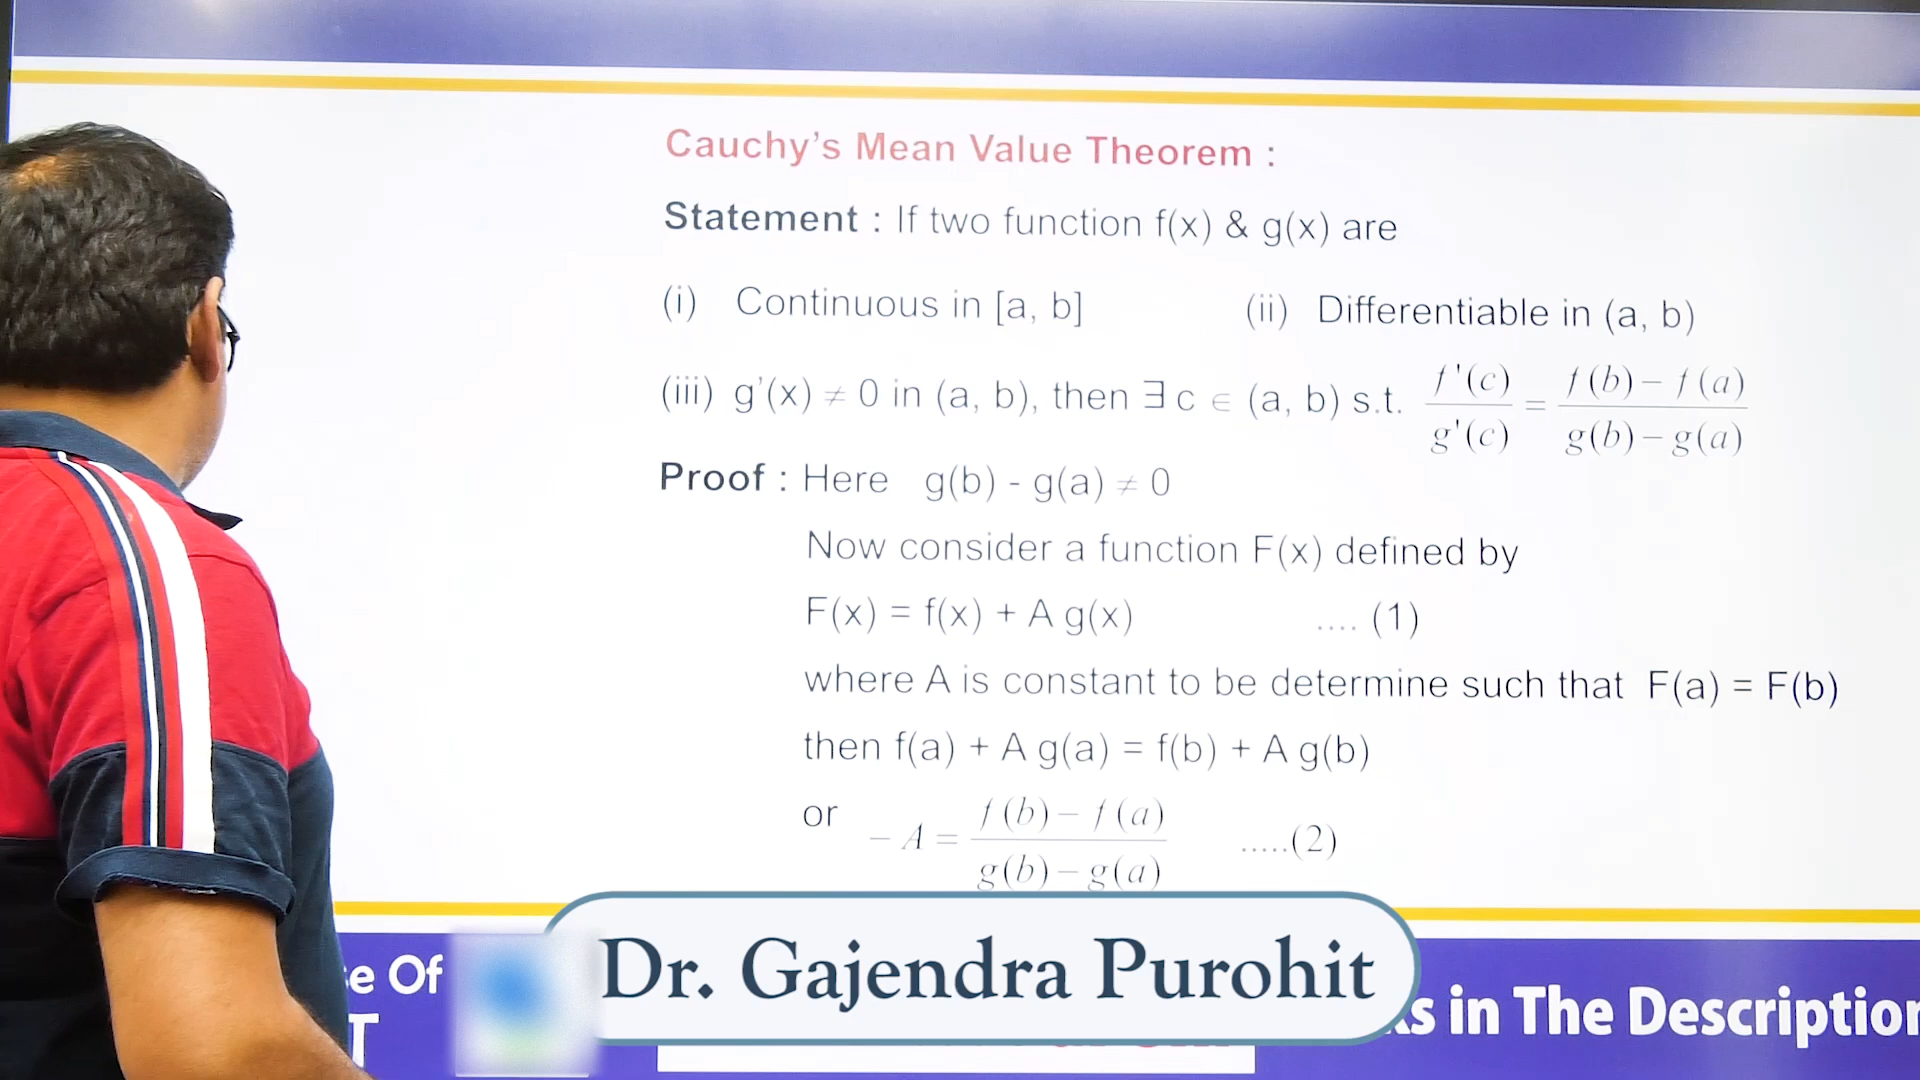 Cauchy's Mean Value Theorem :
Statement : If two function f(x) & g(x) are
(i) Continuous in [a, b] (ii) Differentiable in (a, b)
(iii) g'(x) ≠ 0 in (a, b), then ∃ c ∈ (a, b) s.t. f'(c)/g'(c) = f(b) – f(a)/g(b) – g(a)
Proof : Here g(b) - g(a) ≠ 0
Now consider a function F(x) defined by
F(x) = f(x) + A g(x) .... (1)
where A is constant to be determine such that F(a) = F(b)
then f(a) + A g(a) = f(b) + A g(b)
or – A = f(b) – f(a)/g(b) – g(a) .....(2)
Dr. Gajendra Purohit
Of
in The Description